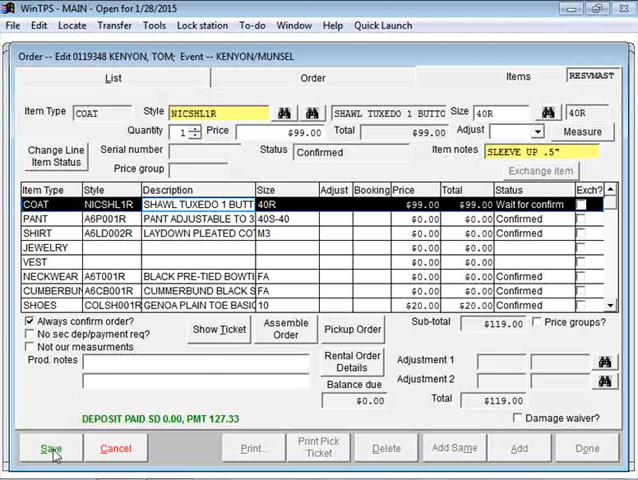 WinTPS - MAIN - Open for 1/28/2015
File Edit Locate Transfer Tools Lock station To-do Window Help Quick Launch
Order -- Edit 0119348 KENYON, TOM; Event -- KENYON/MUNSEL
List Order Items RESVMAST
Item Type COAT Style NICSHL1R SHAWL TUXEDO 1 BUTTO Size 40R 40R
Quantity 1 Price $99.00 Total $99.00 Adjust Measure
Change Line Item Status Serial number Status Confirmed Item notes SLEEVE UP .5"
Price group Exchange item
Item Type Style Description Size Adjust Booking Price Total Status Exch?
COAT NICSHL1R SHAWL TUXEDO 1 BUTT 40R $99.00 $99.00 Wait for confirm
PANT A6P001R PANT ADJUSTABLE TO 3 40S-40 $0.00 $0.00 Confirmed
SHIRT A6LD002R LAYDOWN PLEATED CO M3 $0.00 $0.00 Confirmed
JEWELRY
VEST
NECKWEAR A6T001R BLACK PRE-TIED BOWTI FA $0.00 $0.00 Confirmed
CUMMERBUN A6CB001R CUMMERBUND BLACK S FA $0.00 $0.00 Confirmed
SHOES COLSH001R GENOA PLAIN TOE BASIC 10 $20.00 $20.00 Confirmed
Always confirm order? Show Ticket Assemble Order Pickup Order Sub-total $119.00 Price groups?
No sec dep/payment req?
Not our measurments
Prod. notes Rental Order Details Adjustment 1
Adjustment 2
Balance due $0.00 Total $119.00
DEPOSIT PAID SD 0.00, PMT 127.33 Damage waiver?
Save Cancel Print... Print Pick Ticket Delete Add Same Add Done